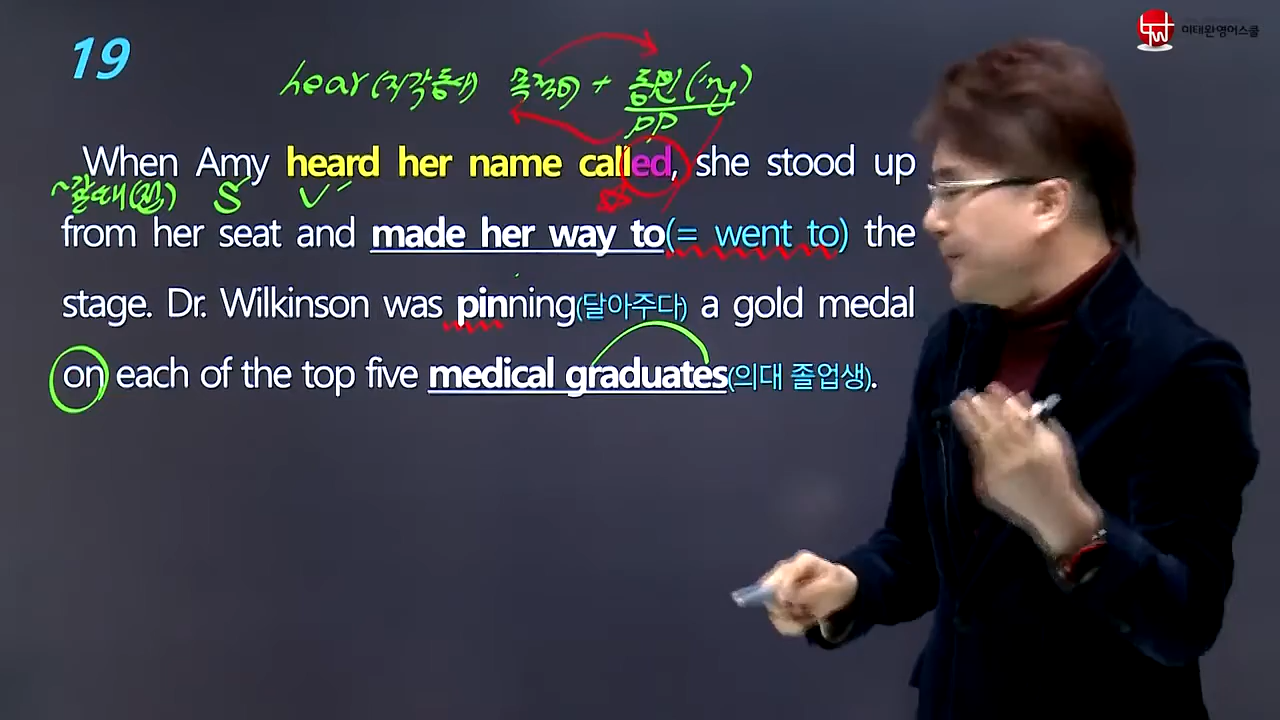 19
이태완영어스쿨
hear(지각동사 목적어 + 동원(ing)
pp
When Amy heard her name called, she stood up
~할때(접) S V
from her seat and made her way to(= went to) the
stage. Dr. Wilkinson was pinning(달아주다) a gold medal
on each of the top five medical graduates(의대 졸업생).